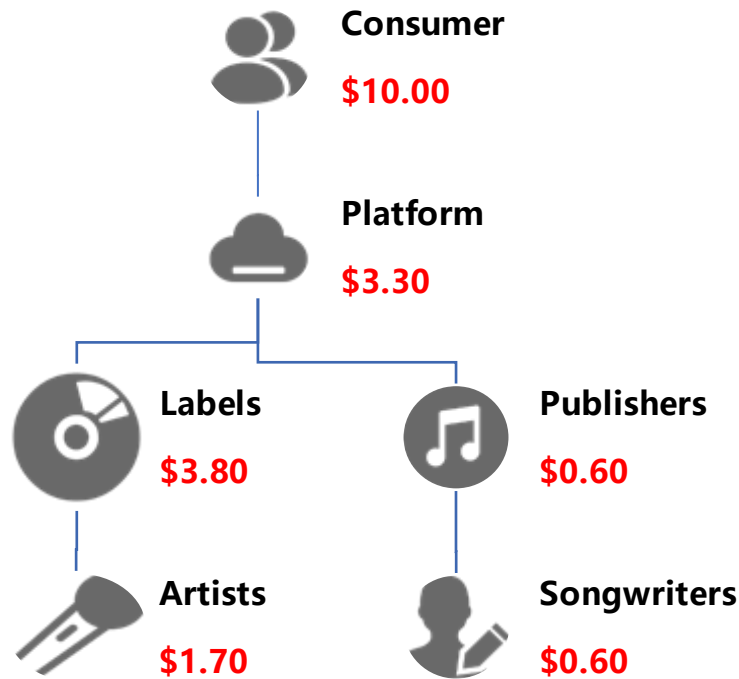 Consumer
$10.00
Platform
$3.30
Labels
$3.80
Publishers
$0.60
Artists
$1.70
Songwriters
$0.60